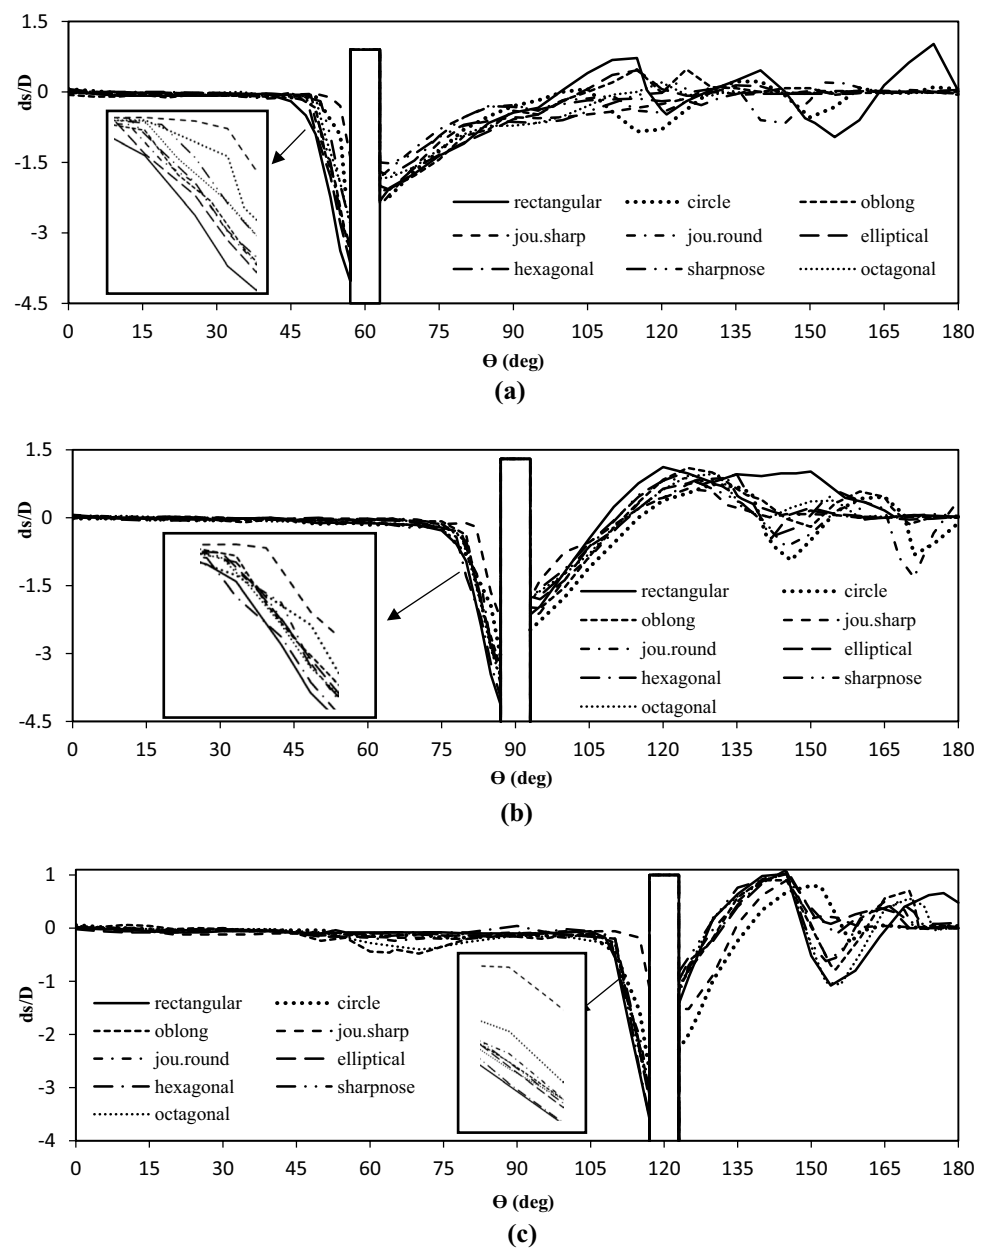 1.5
0
-1.5
-3
-4.5
ds/D
rectangular circle oblong
jou.sharp jou.round elliptical
hexagonal sharpnose octagonal
0 15 30 45 60 75 90 105 120 135 150 165 180
Ɵ (deg)
(a)
1.5
0
-1.5
-3
-4.5
ds/D
rectangular circle
oblong jou.sharp
jou.round elliptical
hexagonal sharpnose
octagonal
0 15 30 45 60 75 90 105 120 135 150 165 180
Ɵ (deg)
(b)
1
0
-1
-2
-3
-4
ds/D
rectangular circle
oblong jou.sharp
jou.round elliptical
hexagonal sharpnose
octagonal
0 15 30 45 60 75 90 105 120 135 150 165 180
Ɵ (deg)
(c)